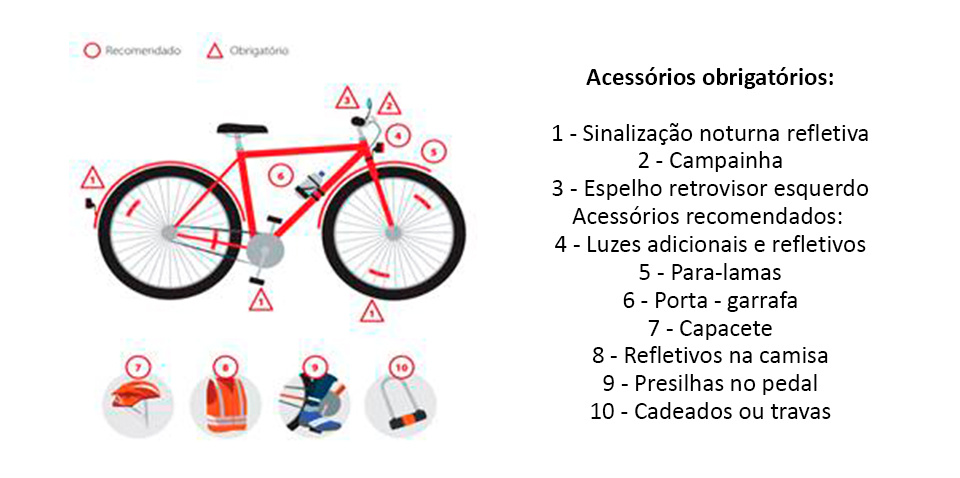 Recomendado
Obrigatório
3
2
4
5
6
1
1
1
7
8
9
10
Acessórios obrigatórios:
1 - Sinalização noturna refletiva
2 - Campainha
3 - Espelho retrovisor esquerdo
Acessórios recomendados:
4 - Luzes adicionais e refletivos
5 - Para-lamas
6 - Porta - garrafa
7 - Capacete
8 - Refletivos na camisa
9 - Presilhas no pedal
10 - Cadeados ou travas